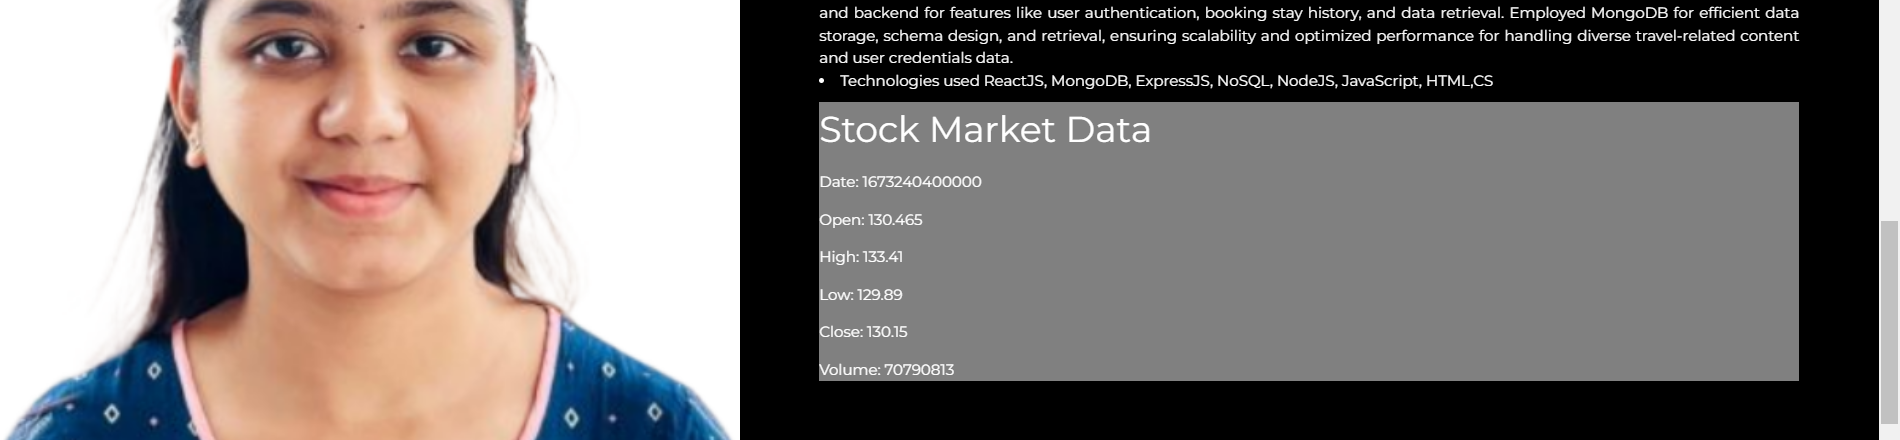 and backend for features like user authentication, booking stay history, and data retrieval. Employed MongoDB for efficient data
storage, schema design, and retrieval, ensuring scalability and optimized performance for handling diverse travel-related content
and user credentials data.
• Technologies used ReactJS, MongoDB, ExpressJS, NoSQL, NodeJS, JavaScript, HTML,CS
Stock Market Data
Date: 1673240400000
Open: 130.465
High: 133.41
Low: 129.89
Close: 130.15
Volume: 70790813